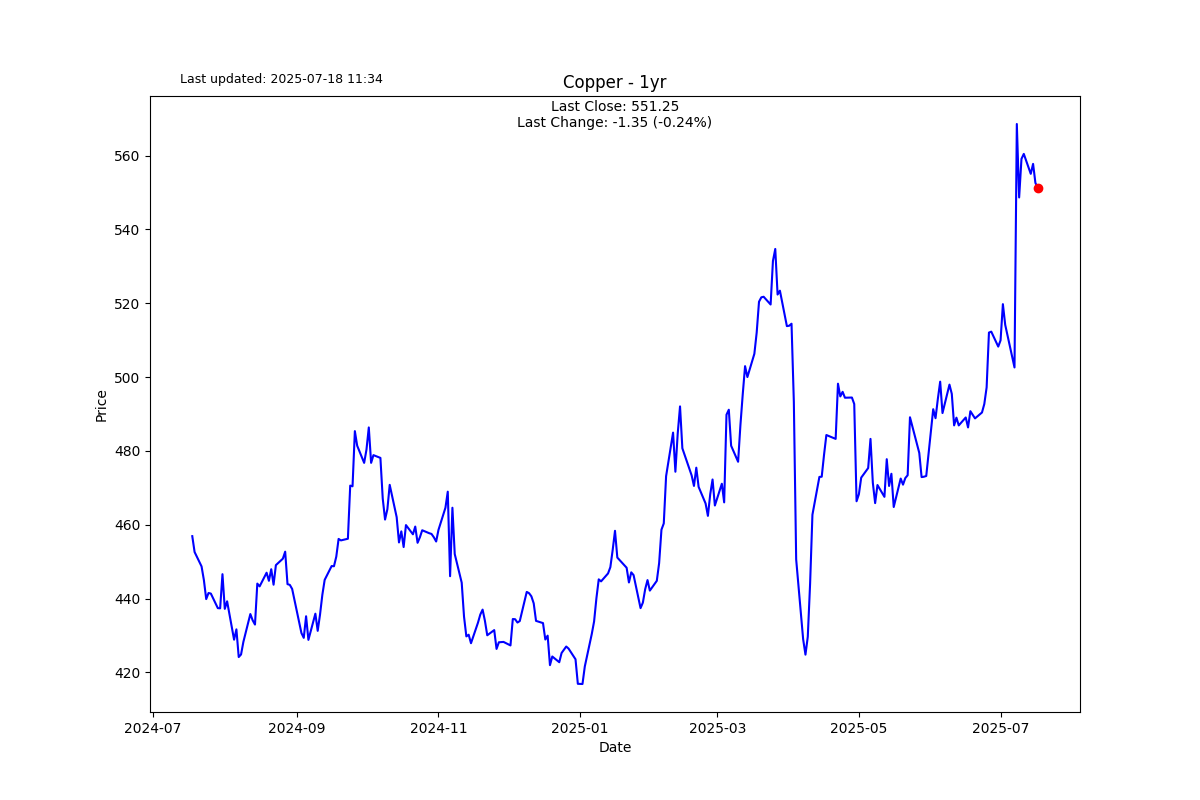 Last updated: 2025-07-18 11:34
Copper - 1yr
Last Close: 551.25
Last Change: -1.35 (-0.24%)
560
540
520
500
480
460
440
420
Price
2024-07
2024-09
2024-11
2025-01
2025-03
2025-05
2025-07
Date